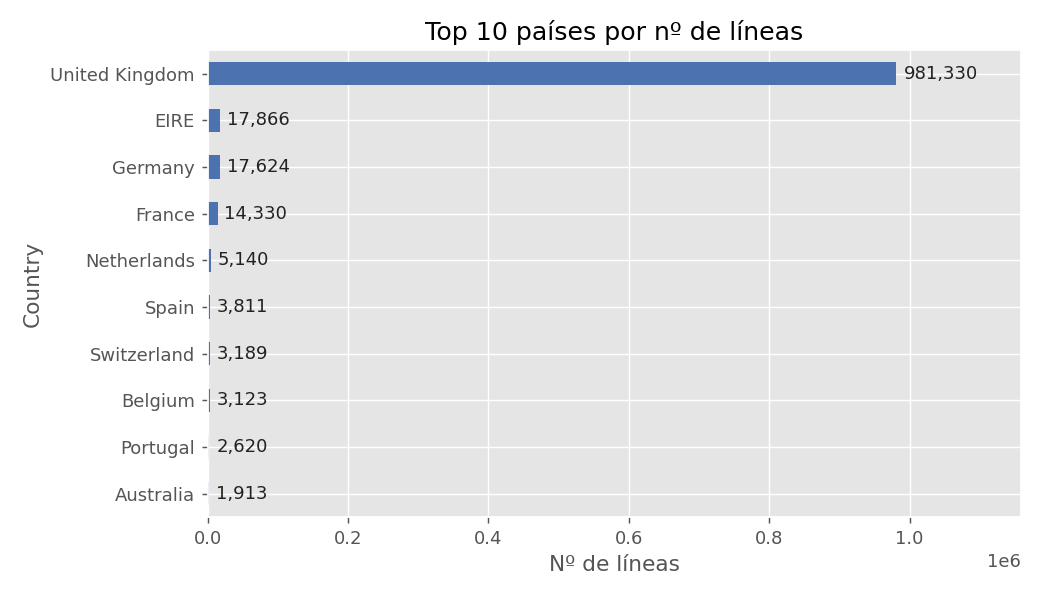 Top 10 países por nº de líneas
Country
United Kingdom 981,330
EIRE 17,866
Germany 17,624
France 14,330
Netherlands 5,140
Spain 3,811
Switzerland 3,189
Belgium 3,123
Portugal 2,620
Australia 1,913
0.0 0.2 0.4 0.6 0.8 1.0
1e6
Nº de líneas